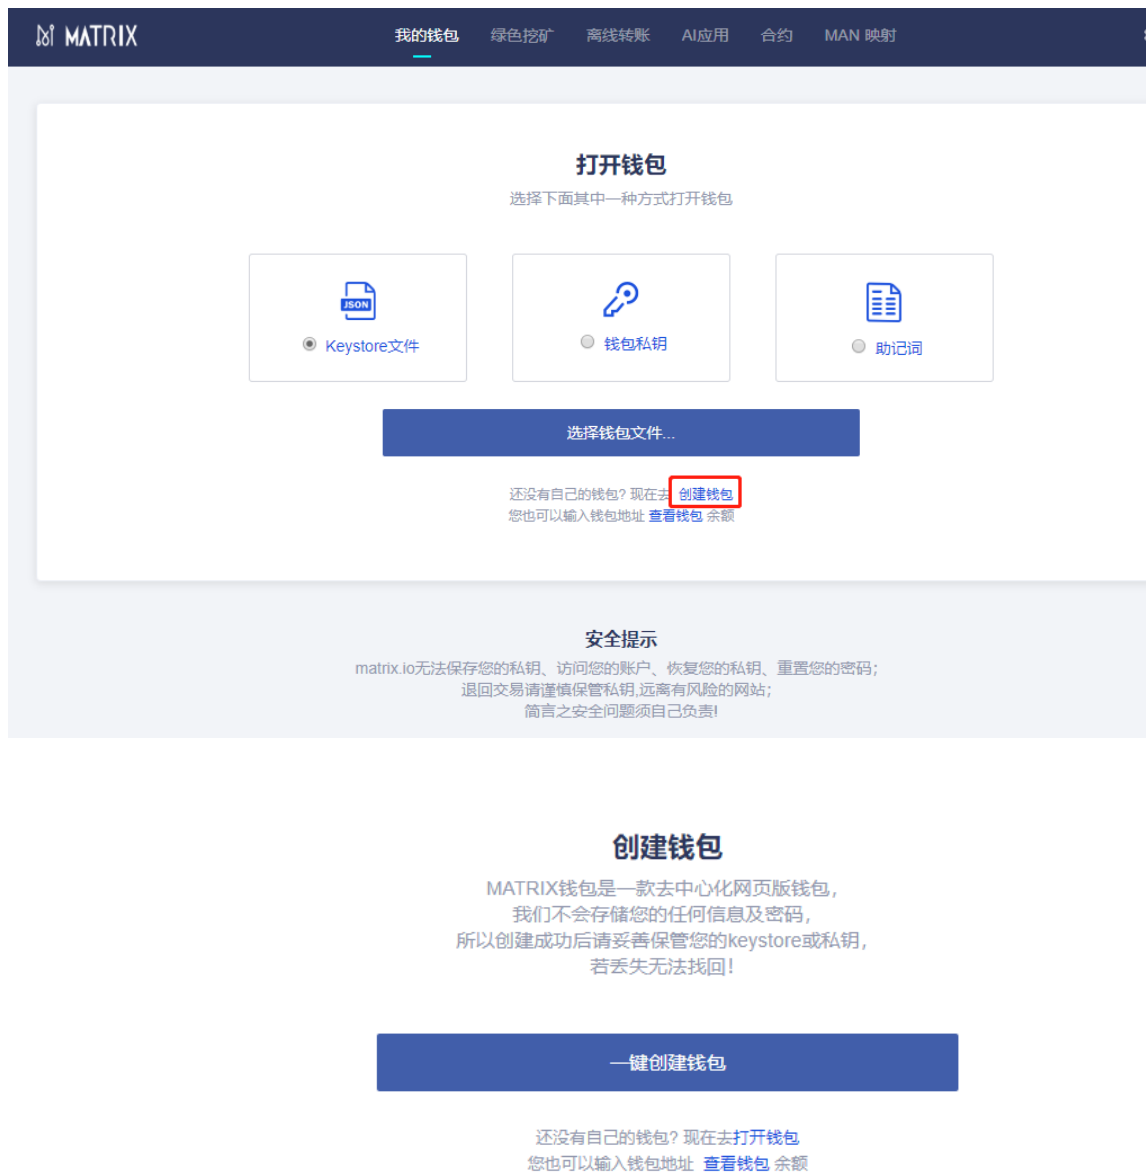 MATRIX 我的钱包 绿色挖矿 离线转账 AI应用 合约 MAN 映射
打开钱包
选择下面其中一种方式打开钱包
JSON
Keystore文件 钱包私钥 助记词
选择钱包文件...
还没有自己的钱包? 现在去 创建钱包
您也可以输入钱包地址 查看钱包 余额
安全提示
matrix.io无法保存您的私钥、访问您的账户、恢复您的私钥、重置您的密码;
退回交易请谨慎保管私钥,远离有风险的网站;
简言之安全问题须自己负责!
创建钱包
MATRIX钱包是一款去中心化网页版钱包,
我们不会存储您的任何信息及密码,
所以创建成功后请妥善保管您的keystore或私钥,
若丢失无法找回!
一键创建钱包
还没有自己的钱包? 现在去打开钱包
您也可以输入钱包地址 查看钱包 余额